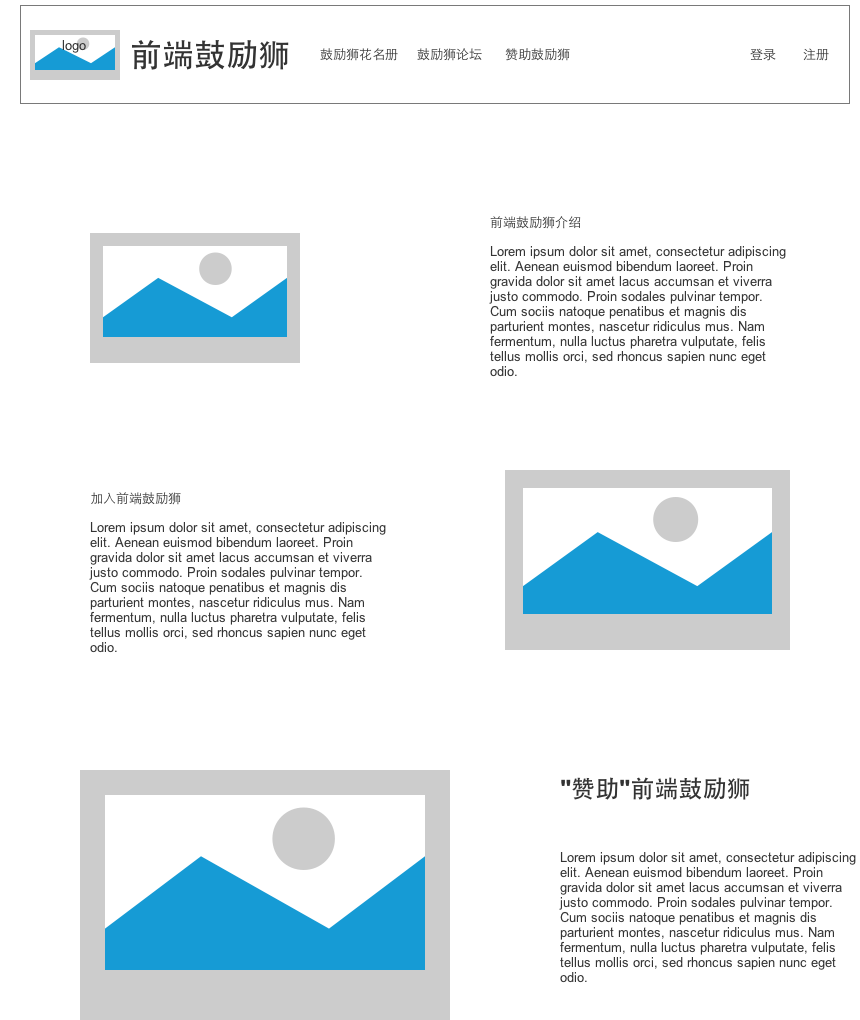 logo
前端鼓励狮
鼓励狮花名册 鼓励狮论坛 赞助鼓励狮 登录 注册
前端鼓励狮介绍
Lorem ipsum dolor sit amet, consectetur adipiscing
elit. Aenean euismod bibendum laoreet. Proin
gravida dolor sit amet lacus accumsan et viverra
justo commodo. Proin sodales pulvinar tempor.
Cum sociis natoque penatibus et magnis dis
parturient montes, nascetur ridiculus mus. Nam
fermentum, nulla luctus pharetra vulputate, felis
tellus mollis orci, sed rhoncus sapien nunc eget
odio.
加入前端鼓励狮
Lorem ipsum dolor sit amet, consectetur adipiscing
elit. Aenean euismod bibendum laoreet. Proin
gravida dolor sit amet lacus accumsan et viverra
justo commodo. Proin sodales pulvinar tempor.
Cum sociis natoque penatibus et magnis dis
parturient montes, nascetur ridiculus mus. Nam
fermentum, nulla luctus pharetra vulputate, felis
tellus mollis orci, sed rhoncus sapien nunc eget
odio.
"赞助"前端鼓励狮
Lorem ipsum dolor sit amet, consectetur adipiscing
elit. Aenean euismod bibendum laoreet. Proin
gravida dolor sit amet lacus accumsan et viverra
justo commodo. Proin sodales pulvinar tempor.
Cum sociis natoque penatibus et magnis dis
parturient montes, nascetur ridiculus mus. Nam
fermentum, nulla luctus pharetra vulputate, felis
tellus mollis orci, sed rhoncus sapien nunc eget
odio.